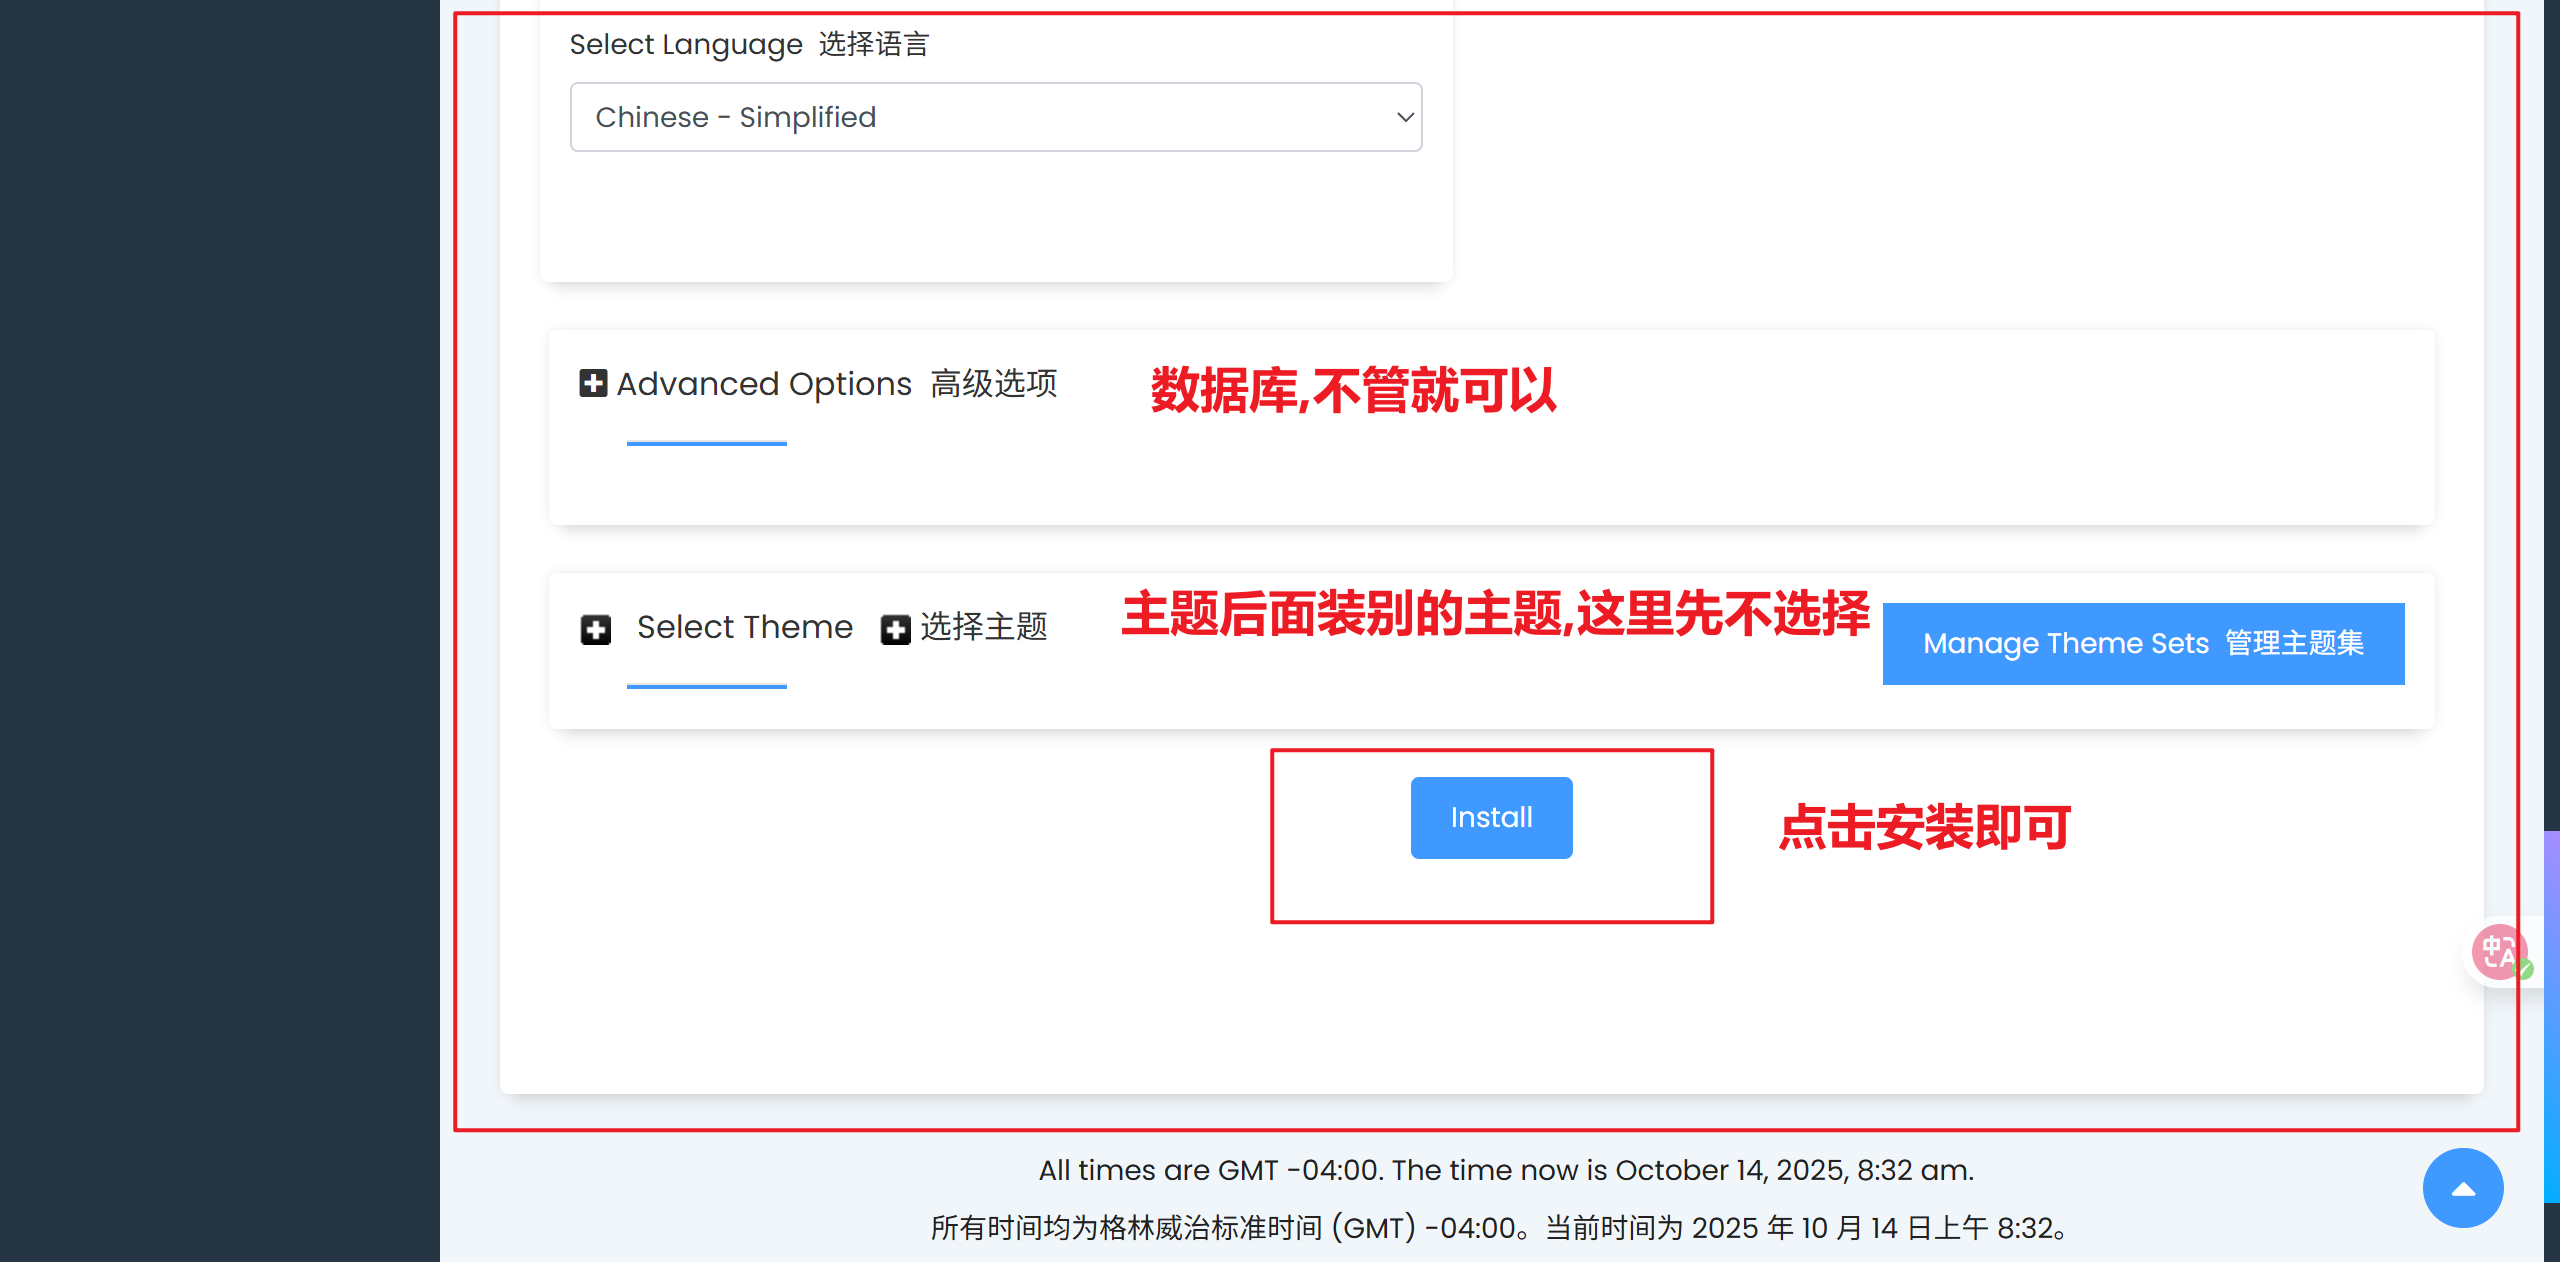 Select Language 选择语言
Chinese - Simplified
Advanced Options 高级选项
数据库,不管就可以
Select Theme 选择主题
主题后面装别的主题,这里先不选择
Manage Theme Sets 管理主题集
Install
点击安装即可
中A
All times are GMT -04:00. The time now is October 14, 2025, 8:32 am.
所有时间均为格林威治标准时间 (GMT) -04:00。当前时间为 2025 年 10 月 14 日上午 8:32。